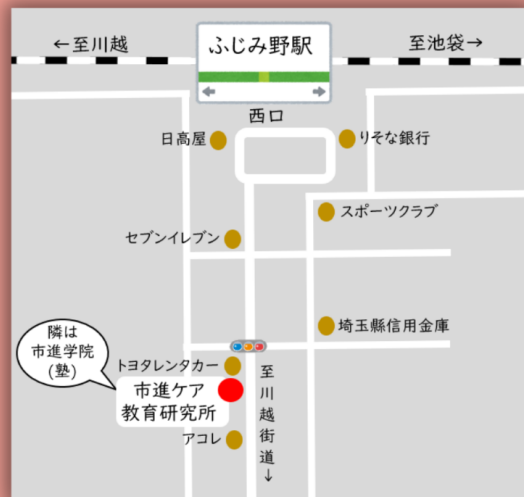 ←至川越
ふじみ野駅
至池袋→
西口
日高屋
りそな銀行
スポーツクラブ
セブンイレブン
埼玉縣信用金庫
隣は
市進学院
(塾)
トヨタレンタカー
市進ケア
教育研究所
アコレ
至川越街道↓